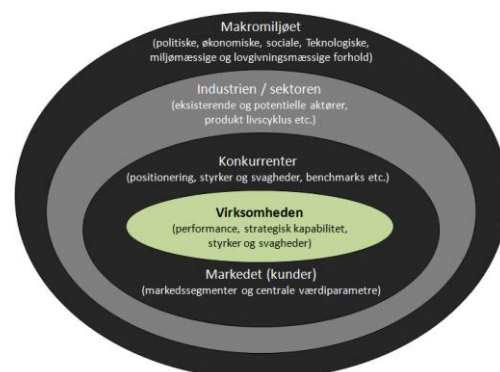 Makromiljøet
(politiske, økonomiske, sociale, Teknologiske,
miljømæssige og lovgivningsmæssige forhold)
Industrien / sektoren
(eksisterende og potentielle aktører,
produkt livscyklus etc.)
Konkurrenter
(positionering, styrker og svagheder, benchmarks etc.)
Virksomheden
(performance, strategisk kapabilitet,
styrker og svagheder)
Markedet (kunder)
(markedssegmenter og centrale værdiparametre)